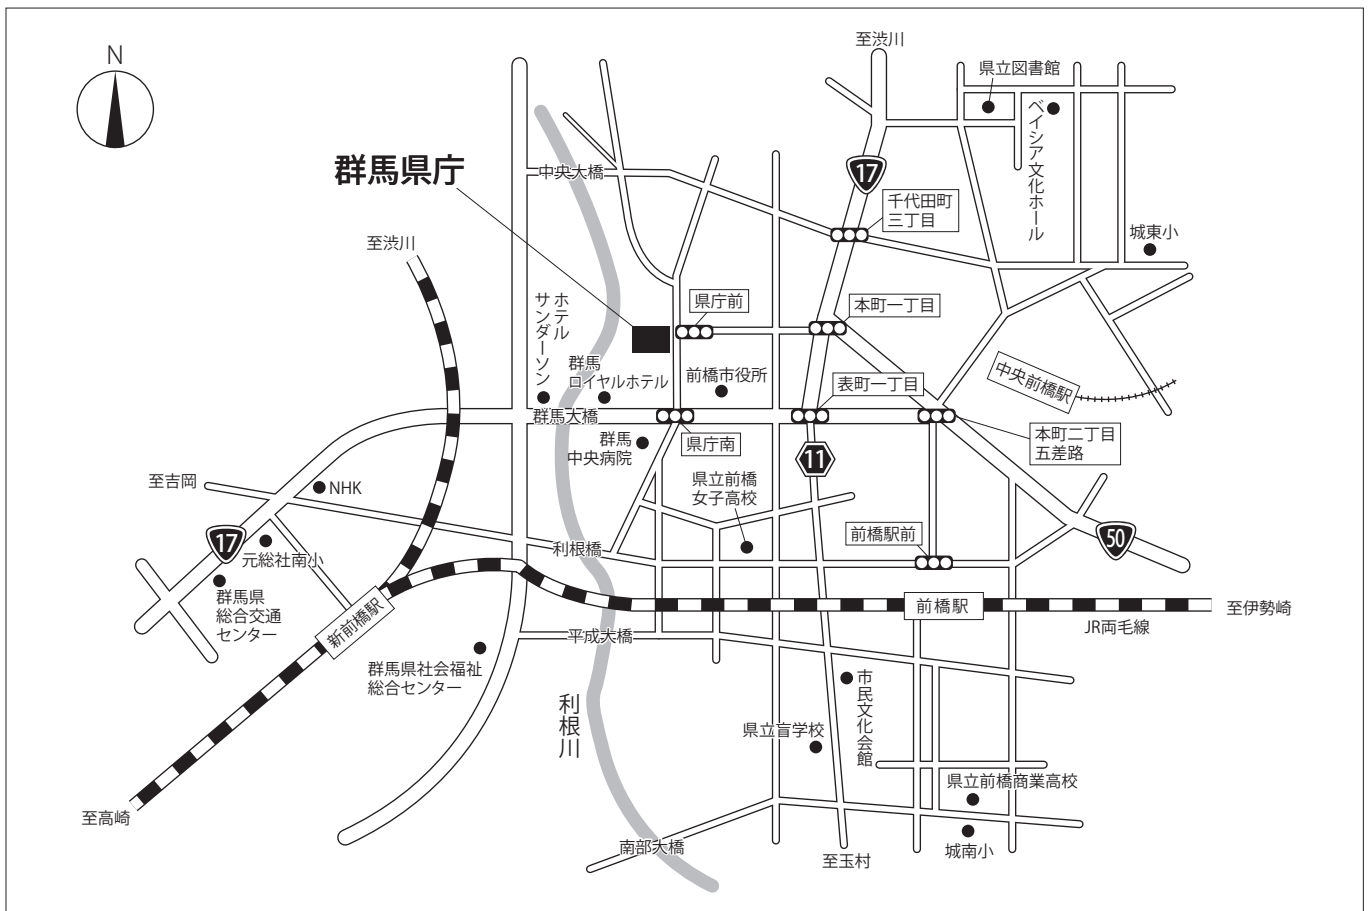 N
至渋川
県立図書館
ベイシア文化ホール
群馬県庁
中央大橋
17
千代田町
三丁目
城東小
至渋川
ホテル
サンダーソン
県庁前
本町一丁目
群馬
ロイヤルホテル
前橋市役所
表町一丁目
中央前橋駅
群馬大橋
県庁南
本町二丁目
五差路
群馬
中央病院
11
至吉岡
NHK
県立前橋
女子高校
17
元総社南小
利根橋
前橋駅前
50
群馬県
総合交通
センター
新前橋駅
前橋駅
至伊勢崎
JR両毛線
平成大橋
群馬県社会福祉
総合センター
利根川
市民文化会館
県立盲学校
県立前橋商業高校
至高崎
南部大橋
至玉村
城南小